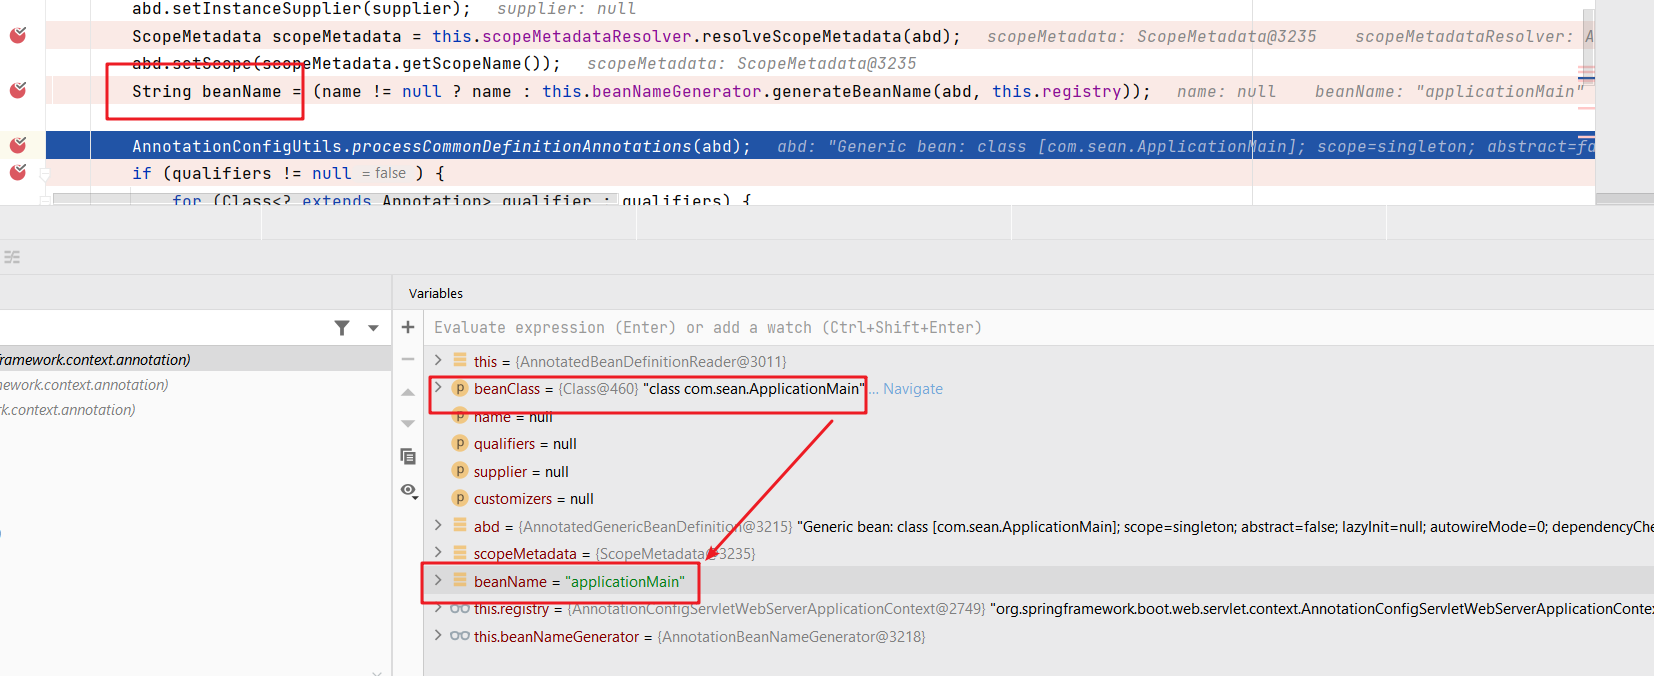 abd.setInstanceSupplier(supplier); supplier: null
ScopeMetadata scopeMetadata = this.scopeMetadataResolver.resolveScopeMetadata(abd); scopeMetadata: ScopeMetadata@3235 scopeMetadataResolver: A
abd.setScope(scopeMetadata.getScopeName()); scopeMetadata: ScopeMetadata@3235
String beanName = (name != null ? name : this.beanNameGenerator.generateBeanName(abd, this.registry)); name: null beanName: "applicationMain"
AnnotationConfigUtils.processCommonDefinitionAnnotations(abd); abd: "Generic bean: class [com.sean.ApplicationMain]; scope=singleton; abstract=fa
if (qualifiers != null = false ) {
for (Class<? extends Annotation> qualifier : qualifiers) {
Variables
Evaluate expression (Enter) or add a watch (Ctrl+Shift+Enter)
ramework.context.annotation)
nework.context.annotation)
rk.context.annotation)
this = {AnnotatedBeanDefinitionReader@3011}
beanClass = {Class@460} "class com.sean.ApplicationMain" ... Navigate
name = null
qualifiers = null
supplier = null
customizers = null
abd = {AnnotatedGenericBeanDefinition@3215} "Generic bean: class [com.sean.ApplicationMain]; scope=singleton; abstract=false; lazyInit=null; autowireMode=0; dependencyChe
scopeMetadata = {ScopeMetadata@3235}
beanName = "applicationMain"
this.registry = {AnnotationConfigServletWebServerApplicationContext@2749} "org.springframework.boot.web.servlet.context.AnnotationConfigServletWebServerApplicationContex
this.beanNameGenerator = {AnnotationBeanNameGenerator@3218}